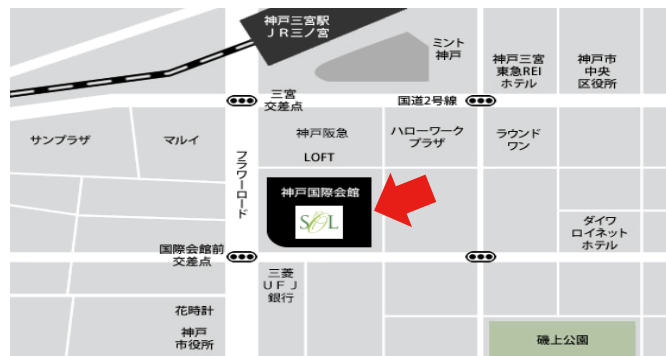 神戸三宮駅
ＪＲ三ノ宮
ミント
神戸
神戸三宮
東急REI
ホテル
神戸市
中央
区役所
三宮
交差点
国道2号線
サンプラザ
マルイ
フラワーロード
神戸阪急
LOFT
ハローワーク
プラザ
ラウンド
ワン
神戸国際会館
SOL
ダイワ
ロイネット
ホテル
国際会館前
交差点
三菱
ＵＦＪ
銀行
花時計
神戸
市役所
磯上公園